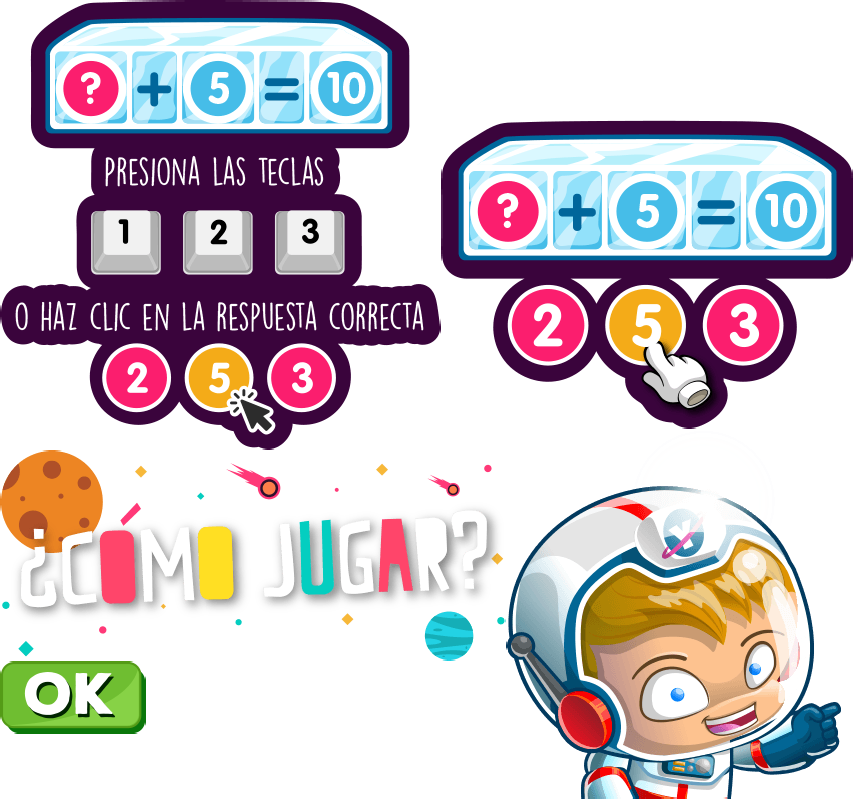 ? + 5 = 10
PRESIONA LAS TECLAS
1 2 3
O HAZ CLIC EN LA RESPUESTA CORRECTA
2 5 3
? + 5 = 10
2 5 3
¿CÓMO JUGAR?
OK